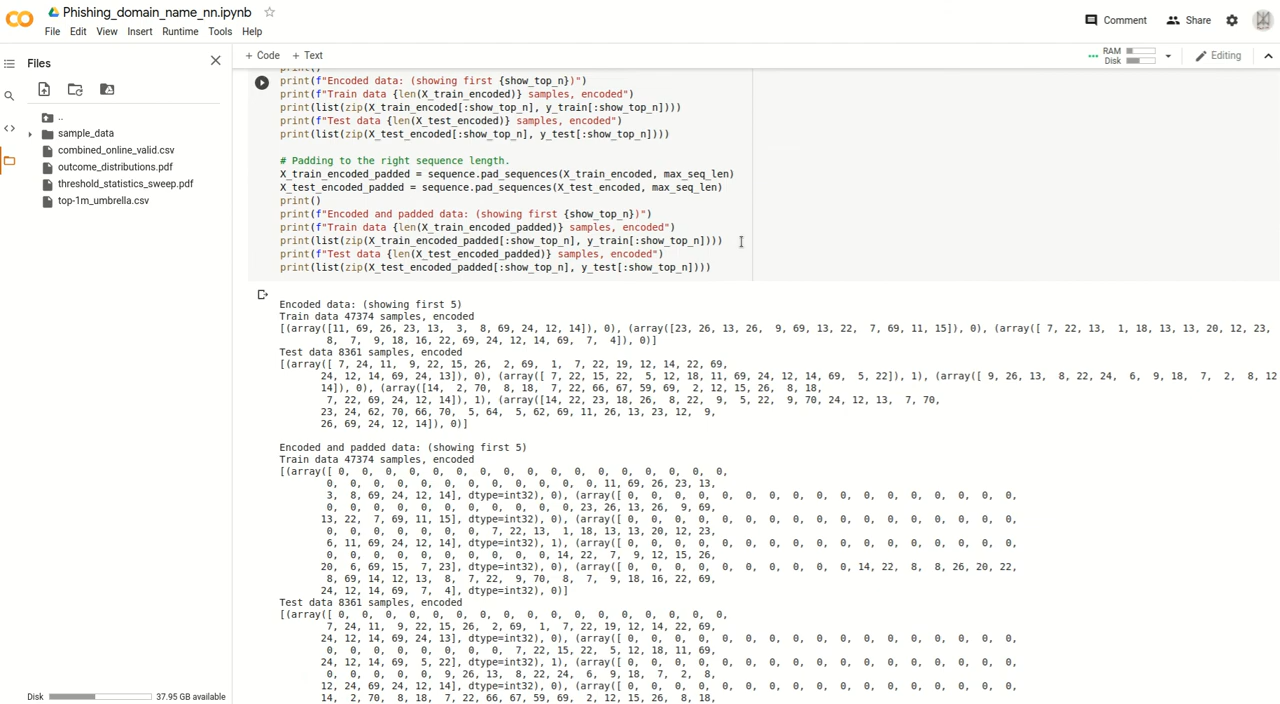 Phishing_domain_name_nn.ipynb
File Edit View Insert Runtime Tools Help
Comment
Share
Files
+ Code + Text
RAM
Disk
Editing
..
sample_data
combined_online_valid.csv
outcome_distributions.pdf
threshold_statistics_sweep.pdf
top-1m_umbrella.csv
Disk 37.95 GB available
print()
print(f"Encoded data: (showing first {show_top_n})")
print(f"Train data {len(X_train_encoded)} samples, encoded")
print(list(zip(X_train_encoded[:show_top_n], y_train[:show_top_n])))
print(f"Test data {len(X_test_encoded)} samples, encoded")
print(list(zip(X_test_encoded[:show_top_n], y_test[:show_top_n])))
# Padding to the right sequence length.
X_train_encoded_padded = sequence.pad_sequences(X_train_encoded, max_seq_len)
X_test_encoded_padded = sequence.pad_sequences(X_test_encoded, max_seq_len)
print()
print(f"Encoded and padded data: (showing first {show_top_n})")
print(f"Train data {len(X_train_encoded_padded)} samples, encoded")
print(list(zip(X_train_encoded_padded[:show_top_n], y_train[:show_top_n])))
print(f"Test data {len(X_test_encoded_padded)} samples, encoded")
print(list(zip(X_test_encoded_padded[:show_top_n], y_test[:show_top_n])))
Encoded data: (showing first 5)
Train data 47374 samples, encoded
[(array([11, 69, 26, 23, 13, 3, 8, 69, 24, 12, 14]), 0), (array([23, 26, 13, 26, 9, 69, 13, 22, 7, 69, 11, 15]), 0), (array([ 7, 22, 13, 1, 18, 13, 13, 20, 12, 23,
8, 7, 9, 18, 16, 22, 69, 24, 12, 14, 69, 7, 4]), 0)]
Test data 8361 samples, encoded
[(array([ 7, 24, 11, 9, 22, 15, 26, 2, 69, 1, 7, 22, 19, 12, 14, 22, 69,
24, 12, 14, 69, 24, 13]), 0), (array([ 7, 22, 15, 22, 5, 12, 18, 11, 69, 24, 12, 14, 69, 5, 22]), 1), (array([ 9, 26, 13, 8, 22, 24, 6, 9, 18, 7, 2, 8, 12
14]), 0), (array([14, 2, 70, 8, 18, 7, 22, 66, 67, 59, 69, 2, 12, 15, 26, 8, 18,
7, 22, 69, 24, 12, 14]), 1), (array([14, 22, 23, 18, 26, 8, 22, 9, 5, 22, 9, 70, 24, 12, 13, 7, 70,
23, 24, 62, 70, 66, 70, 5, 64, 5, 62, 69, 11, 26, 13, 23, 12, 9,
26, 69, 24, 12, 14]), 0)]
Encoded and padded data: (showing first 5)
Train data 47374 samples, encoded
[(array([ 0, 0, 0, 0, 0, 0, 0, 0, 0, 0, 0, 0, 0, 0, 0, 0, 0,
0, 0, 0, 0, 0, 0, 0, 0, 0, 0, 0, 0, 11, 69, 26, 23, 13,
3, 8, 69, 24, 12, 14], dtype=int32), 0), (array([ 0, 0, 0, 0, 0, 0, 0, 0, 0, 0, 0, 0, 0, 0, 0, 0, 0,
0, 0, 0, 0, 0, 0, 0, 0, 0, 0, 0, 23, 26, 13, 26, 9, 69,
13, 22, 7, 69, 11, 15], dtype=int32), 0), (array([ 0, 0, 0, 0, 0, 0, 0, 0, 0, 0, 0, 0, 0, 0, 0, 0, 0,
0, 0, 0, 0, 0, 0, 0, 7, 22, 13, 1, 18, 13, 13, 20, 12, 23,
6, 11, 69, 24, 12, 14], dtype=int32), 1), (array([ 0, 0, 0, 0, 0, 0, 0, 0, 0, 0, 0, 0, 0, 0, 0, 0, 0,
0, 0, 0, 0, 0, 0, 0, 0, 0, 0, 14, 22, 7, 9, 12, 15, 26,
20, 6, 69, 15, 7, 23], dtype=int32), 0), (array([ 0, 0, 0, 0, 0, 0, 0, 0, 0, 0, 14, 22, 8, 8, 26, 20, 22,
8, 69, 14, 12, 13, 8, 7, 22, 9, 70, 8, 7, 9, 18, 16, 22, 69,
24, 12, 14, 69, 7, 4], dtype=int32), 0)]
Test data 8361 samples, encoded
[(array([ 0, 0, 0, 0, 0, 0, 0, 0, 0, 0, 0, 0, 0, 0, 0, 0, 0,
7, 24, 11, 9, 22, 15, 26, 2, 69, 1, 7, 22, 19, 12, 14, 22, 69,
24, 12, 14, 69, 24, 13], dtype=int32), 0), (array([ 0, 0, 0, 0, 0, 0, 0, 0, 0, 0, 0, 0, 0, 0, 0, 0, 0,
0, 0, 0, 0, 0, 0, 0, 0, 7, 22, 15, 22, 5, 12, 18, 11, 69,
24, 12, 14, 69, 5, 22], dtype=int32), 1), (array([ 0, 0, 0, 0, 0, 0, 0, 0, 0, 0, 0, 0, 0, 0, 0, 0, 0,
0, 0, 0, 0, 0, 9, 26, 13, 8, 22, 24, 6, 9, 18, 7, 2, 8,
12, 24, 69, 24, 12, 14], dtype=int32), 0), (array([ 0, 0, 0, 0, 0, 0, 0, 0, 0, 0, 0, 0, 0, 0, 0, 0, 0,
14, 2, 70, 8, 18, 7, 22, 66, 67, 59, 69, 2, 12, 15, 26, 8, 18,